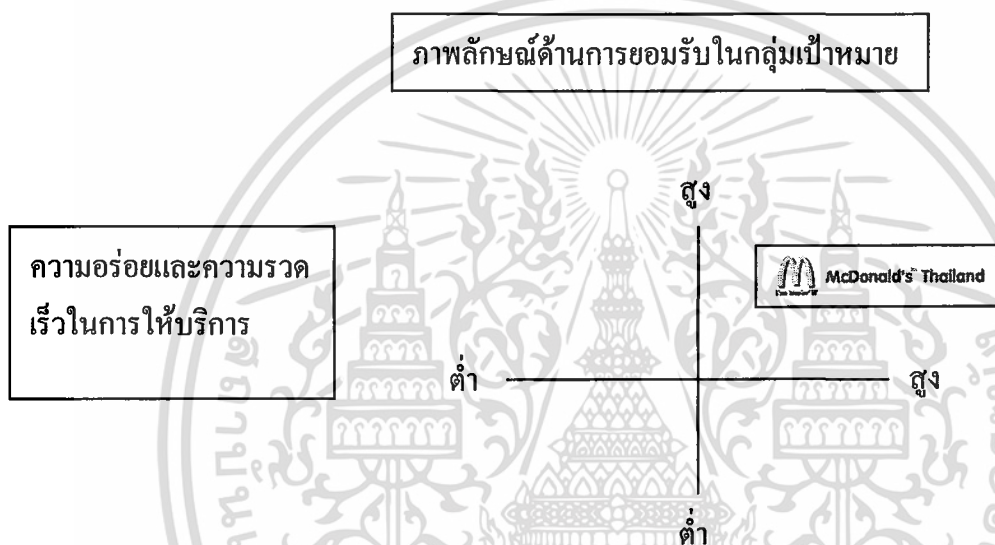 ภาพลักษณ์ด้านการยอมรับในกลุ่มเป้าหมาย
สูง
ความอร่อยและความรวด
เร็วในการให้บริการ
McDonald's™ Thailand
ต่ำ
สูง
ต่ำ